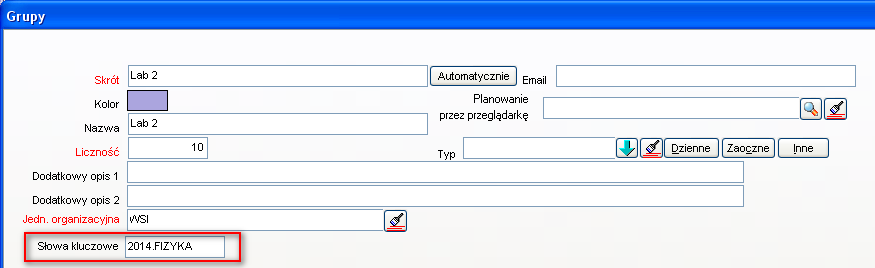 Grupy
Skrót Lab 2 Automatycznie Email
Kolor Planowanie
przez przeglądarkę
Nazwa Lab 2
Liczność 10 Typ Dzienne Zaoczne Inne
Dodatkowy opis 1
Dodatkowy opis 2
Jedn. organizacyjna WSI
Słowa kluczowe 2014.FIZYKA